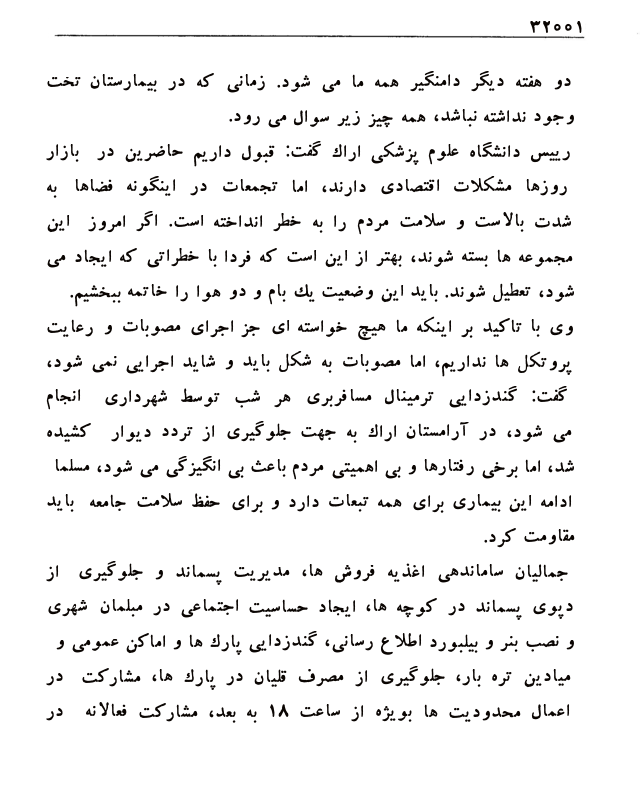 ۳۲۰۰۱
دو هفته دیگر دامنگیر همه ما می شود. زمانی که در بیمارستان تخت
وجود نداشته نباشد، همه چیز زیر سوال می رود.
رییس دانشگاه علوم پزشکی اراك گفت: قبول داریم حاضرین در بازار
روزها مشکلات اقتصادی دارند، اما تجمعات در اینگونه فضاها به
شدت بالاست و سلامت مردم را به خطر انداخته است. اگر امروز این
مجموعه ها بسته شوند، بهتر از این است که فردا با خطراتی که ایجاد می
شود، تعطیل شوند. باید این وضعیت یك بام و دو هوا را خاتمه ببخشیم.
وی با تاکید بر اینکه ما هیچ خواسته ای جز اجرای مصوبات و رعایت
پروتکل ها نداریم، اما مصوبات به شکل باید و شاید اجرایی نمی شود،
گفت: گندزدایی ترمینال مسافربری هر شب توسط شهرداری انجام
می شود، در آرامستان اراك به جهت جلوگیری از تردد دیوار کشیده
شد، اما برخی رفتارها و بی اهمیتی مردم باعث بی انگیزگی می شود، مسلما
ادامه این بیماری برای همه تبعات دارد و برای حفظ سلامت جامعه باید
مقاومت کرد.
جمالیان ساماندهی اغذیه فروش ها، مدیریت پسماند و جلوگیری از
دپوی پسماند در کوچه ها، ایجاد حساسیت اجتماعی در مبلمان شهری
و نصب بنر و بیلبورد اطلاع رسانی، گندزدایی پارك ها و اماکن عمومی و
میادین تره بار، جلوگیری از مصرف قلیان در پارك ها، مشارکت در
اعمال محدودیت ها بویژه از ساعت ۱۸ به بعد، مشارکت فعالانه در